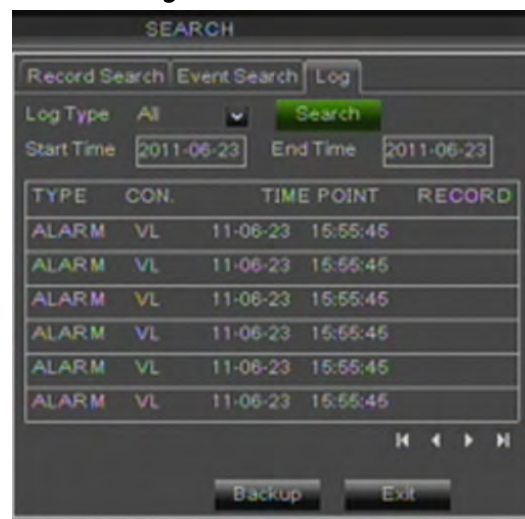 SEARCH
Record Search Event Search Log
Log Type All Search
Start Time 2011-06-23 End Time 2011-06-23
TYPE CON. TIME POINT RECORD
ALARM VL 11-06-23 15:55:45
ALARM VL 11-06-23 15:55:45
ALARM VL 11-06-23 15:55:45
ALARM VL 11-06-23 15:55:45
ALARM VL 11-06-23 15:55:45
ALARM VL 11-06-23 15:55:45
Backup Exit